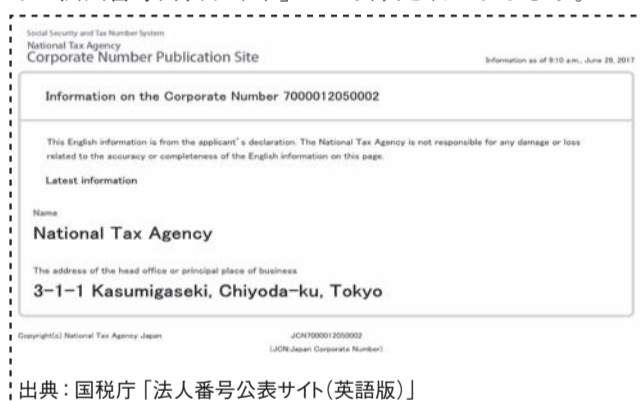 Social Security and Tax Number System
National Tax Agency
Corporate Number Publication Site
Information as of 9:10 a.m., June 29, 2017
Information on the Corporate Number 7000012050002
This English information is from the applicant's declaration. The National Tax Agency is not responsible for any damage or loss
related to the accuracy or completeness of the English information on this page.
Latest information
Name
National Tax Agency
The address of the head office or principal place of business
3-1-1 Kasumigaseki, Chiyoda-ku, Tokyo
Copyright(c) National Tax Agency Japan
JCN7000012050002
(JCN:Japan Corporate Number)
出典：国税庁「法人番号公表サイト（英語版）」